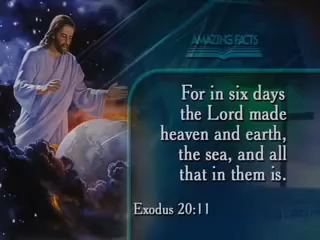 AMAZING FACTS
For in six days
the Lord made
heaven and earth,
the sea, and all
that in them is.
Exodus 20:11